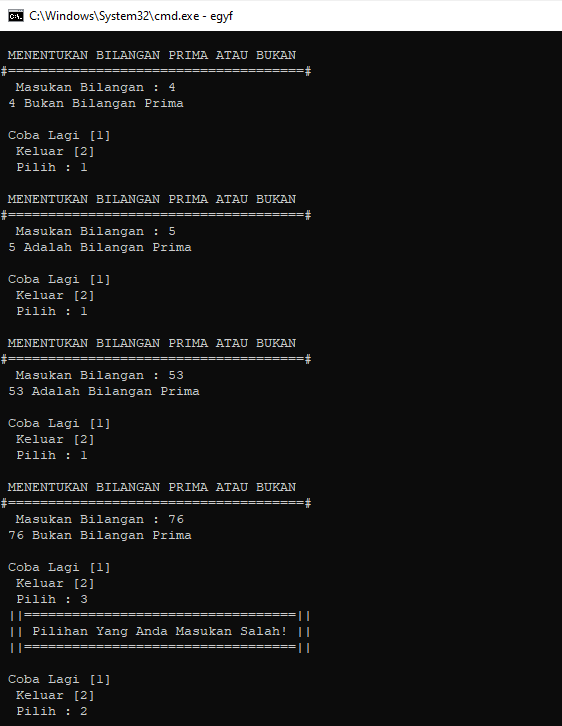 C:\Windows\System32\cmd.exe - egyf
MENENTUKAN BILANGAN PRIMA ATAU BUKAN
#=====================================#
Masukan Bilangan : 4
4 Bukan Bilangan Prima
Coba Lagi [1]
Keluar [2]
Pilih : 1
MENENTUKAN BILANGAN PRIMA ATAU BUKAN
#=====================================#
Masukan Bilangan : 5
5 Adalah Bilangan Prima
Coba Lagi [1]
Keluar [2]
Pilih : 1
MENENTUKAN BILANGAN PRIMA ATAU BUKAN
#=====================================#
Masukan Bilangan : 53
53 Adalah Bilangan Prima
Coba Lagi [1]
Keluar [2]
Pilih : 1
MENENTUKAN BILANGAN PRIMA ATAU BUKAN
#=====================================#
Masukan Bilangan : 76
76 Bukan Bilangan Prima
Coba Lagi [1]
Keluar [2]
Pilih : 3
||==================================||
|| Pilihan Yang Anda Masukan Salah! ||
||==================================||
Coba Lagi [1]
Keluar [2]
Pilih : 2